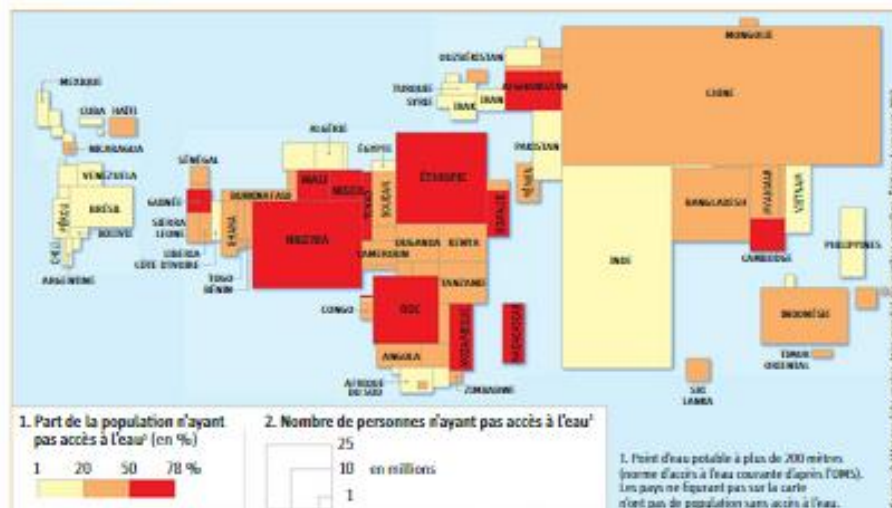 MONGOLIE
OUZBÉKISTAN
MEXIQUE
TURQUIE
AFGHANISTAN
CHINE
SYRIE
IRAK
IRAN
CUBA
HAÏTI
ALGÉRIE
NICARAGUA
ÉGYPTE
PAKISTAN
SÉNÉGAL
VENEZUELA
MALI
NIGER
TCHAD
SOUDAN
ÉTHIOPIE
YÉMEN
GUINÉE
BURKINA FASO
SOMALIE
BANGLADESH
MYANMAR
VIETNAM
PÉROU
BRÉSIL
SIERRA
LEONE
GHANA
NIGERIA
BOLIVIE
OUGANDA
KENYA
PHILIPPINES
LIBERIA
CÔTE D'IVOIRE
CAMEROUN
INDE
CAMBODGE
CHILI
ARGENTINE
TOGO
BÉNIN
TANZANIE
CONGO
RDC
MOZAMBIQUE
MADAGASCAR
INDONÉSIE
ANGOLA
TIMOR
ORIENTAL
AFRIQUE
DU SUD
ZIMBABWE
SRI
LANKA
1. Part de la population n'ayant
pas accès à l'eau¹ (en %)
1 20 50 78 %
2. Nombre de personnes n'ayant pas accès à l'eau¹
25
10 en millions
1
1. Point d'eau potable à plus de 200 mètres
(norme d'accès à l'eau courante d'après l'OMS).
Les pays ne figurant pas sur la carte
n'ont pas de population sans accès à l'eau.